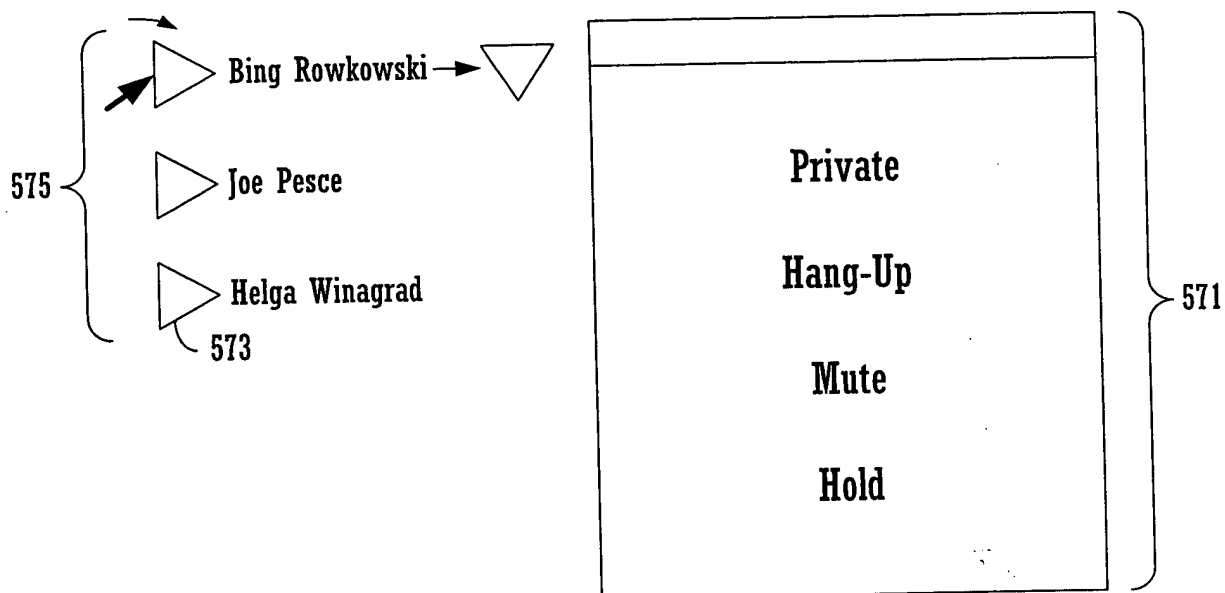 Bing Rowkowski
575
Joe Pesce
Helga Winagrad
573
Private
Hang-Up
Mute
Hold
571